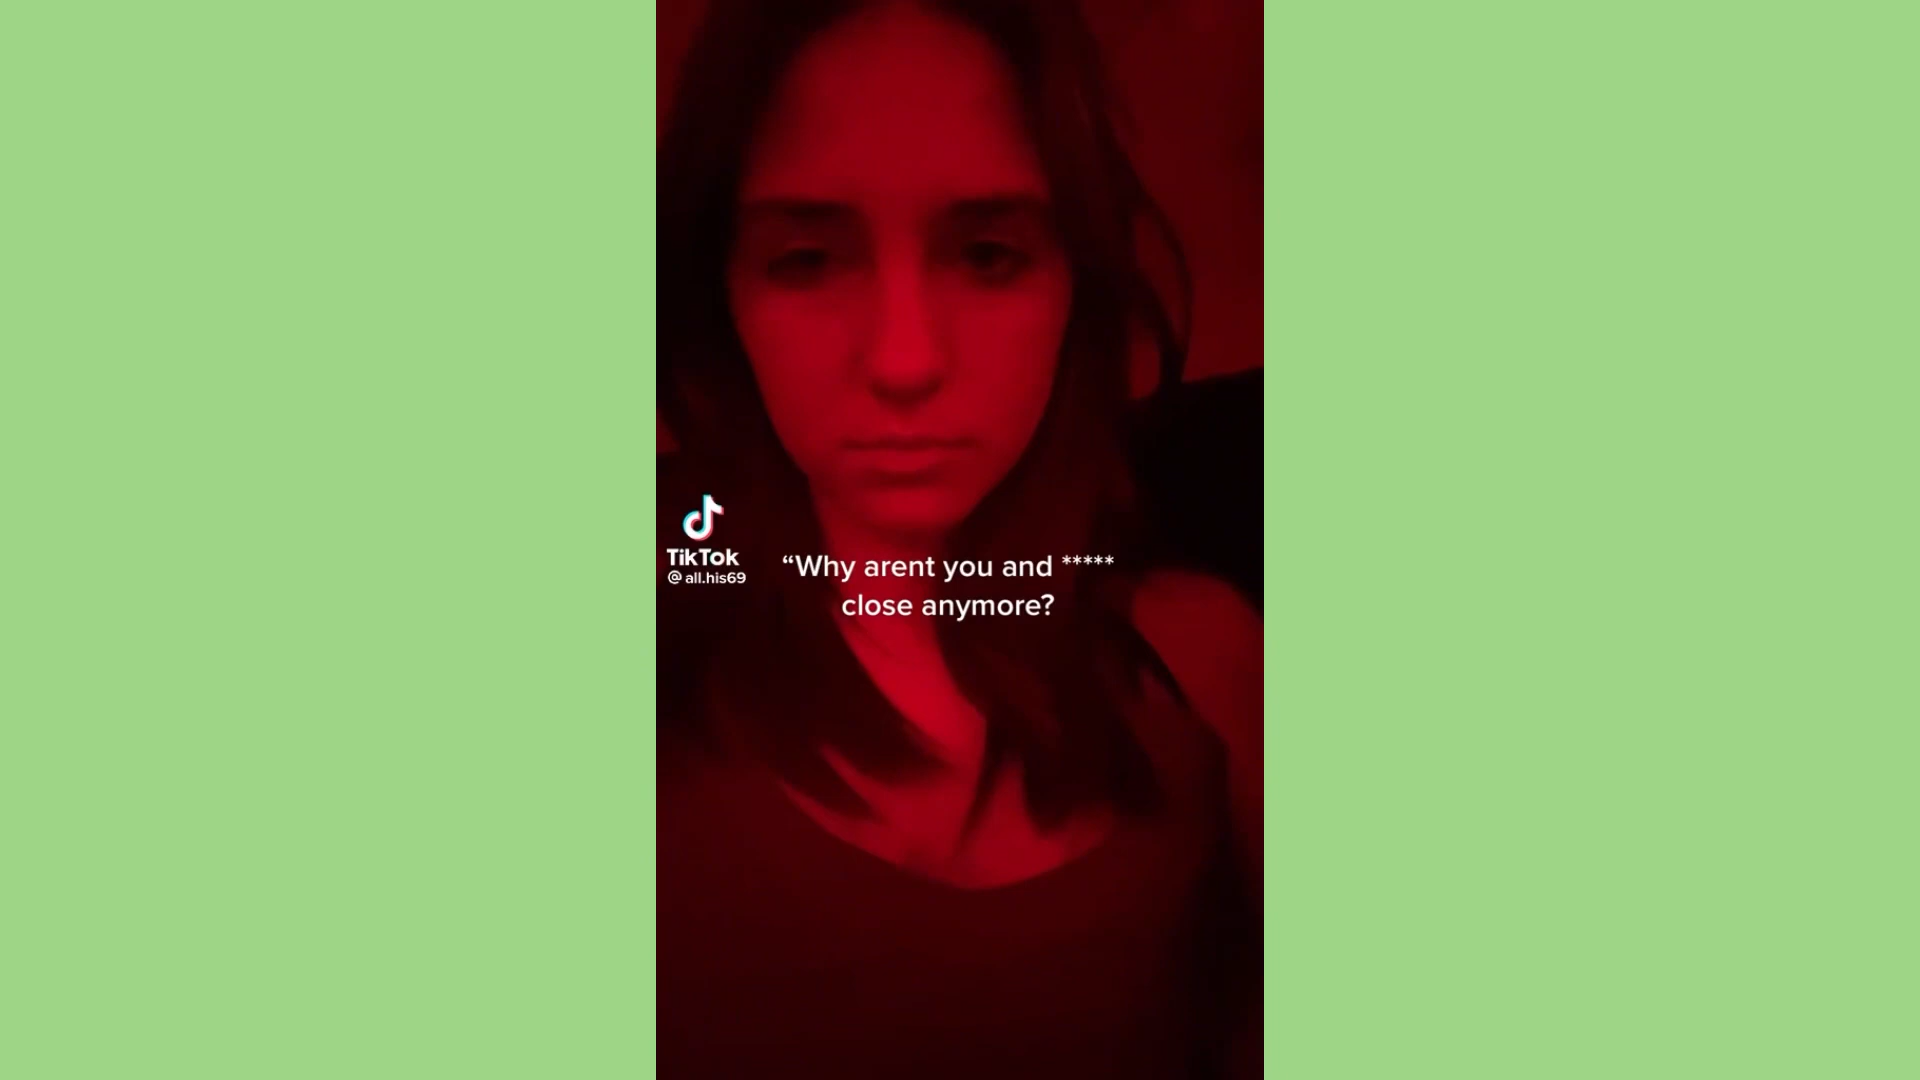 TikTok
@all.his69
“Why arent you and *****
close anymore?